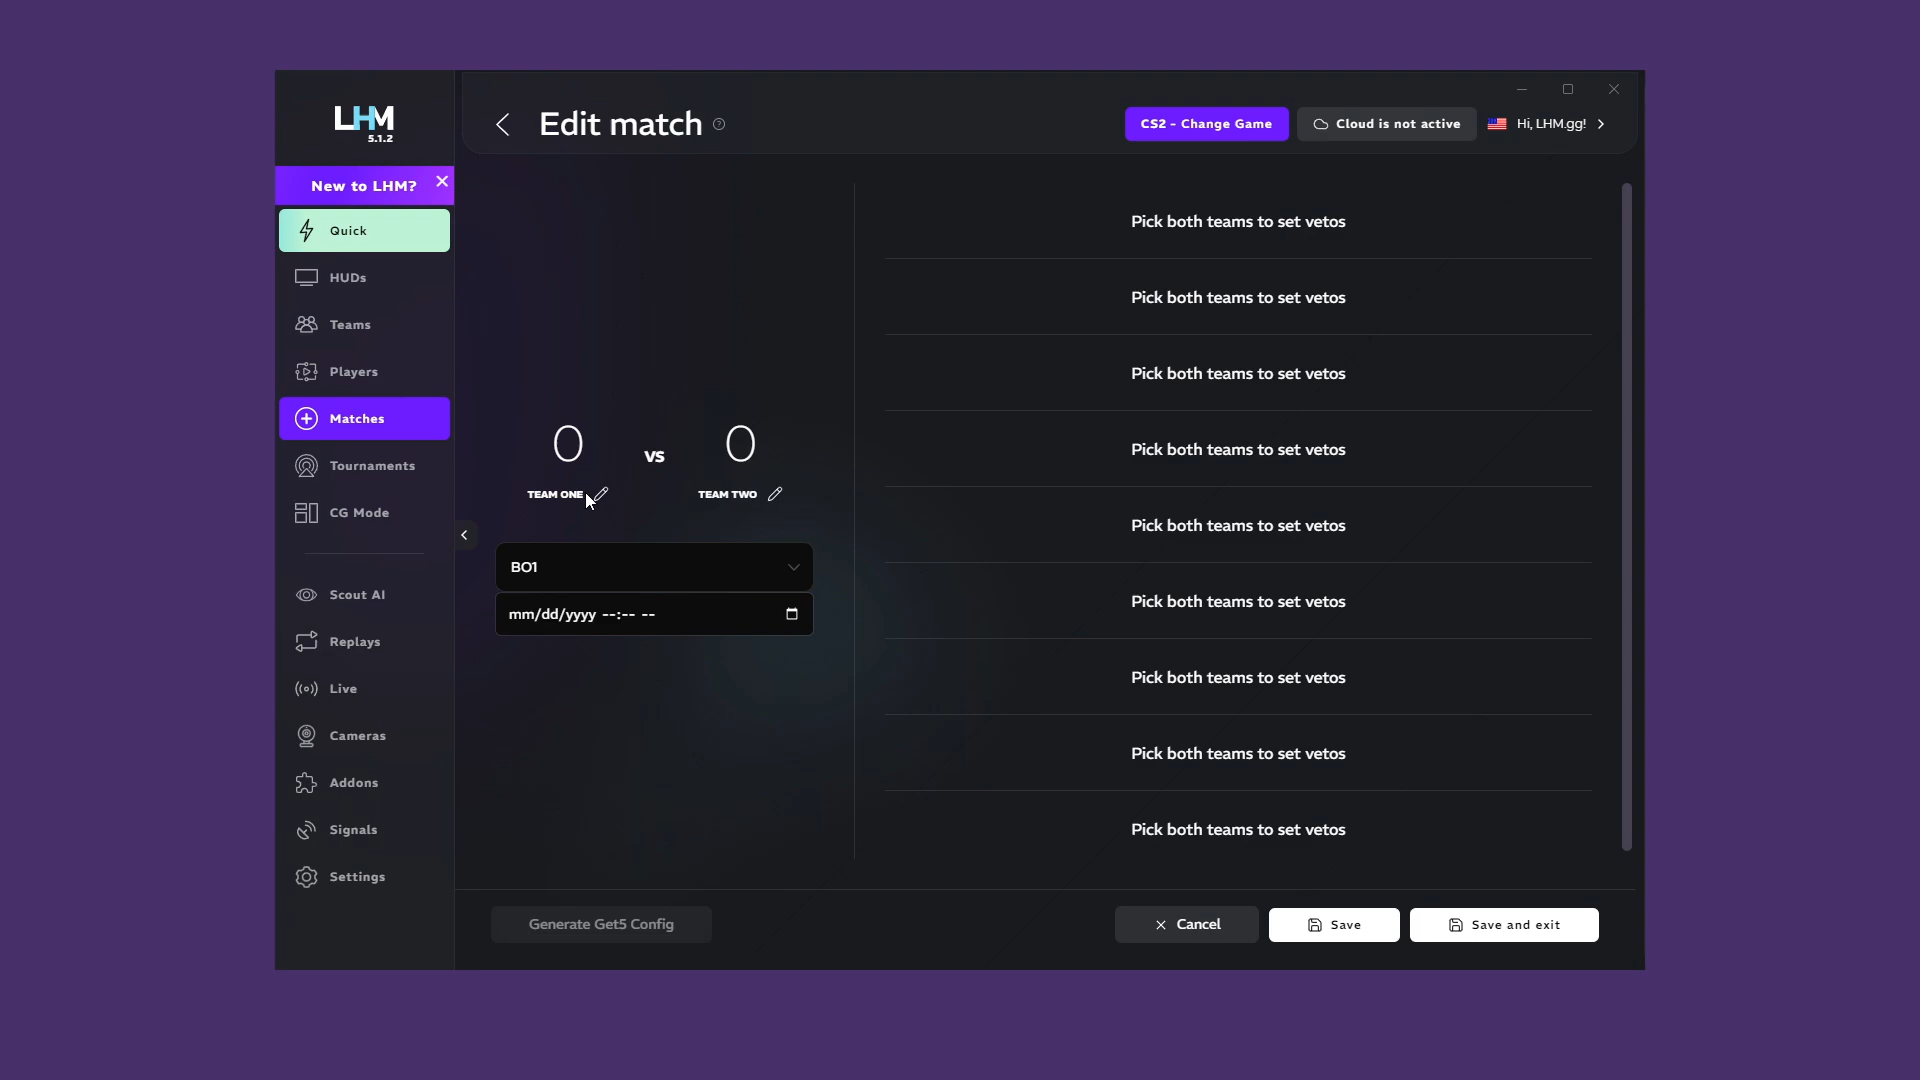 LHM
5.1.2
New to LHM?
Quick
HUDs
Teams
Players
Matches
Tournaments
CG Mode
Scout AI
Replays
Live
Cameras
Addons
Signals
Settings
Edit match
CS2 - Change Game
Cloud is not active
Hi, LHM.gg!
0 VS 0
TEAM ONE
TEAM TWO
BO1
mm/dd/yyyy --:-- --
Pick both teams to set vetos
Pick both teams to set vetos
Pick both teams to set vetos
Pick both teams to set vetos
Pick both teams to set vetos
Pick both teams to set vetos
Pick both teams to set vetos
Pick both teams to set vetos
Pick both teams to set vetos
Generate Get5 Config
Cancel
Save
Save and exit